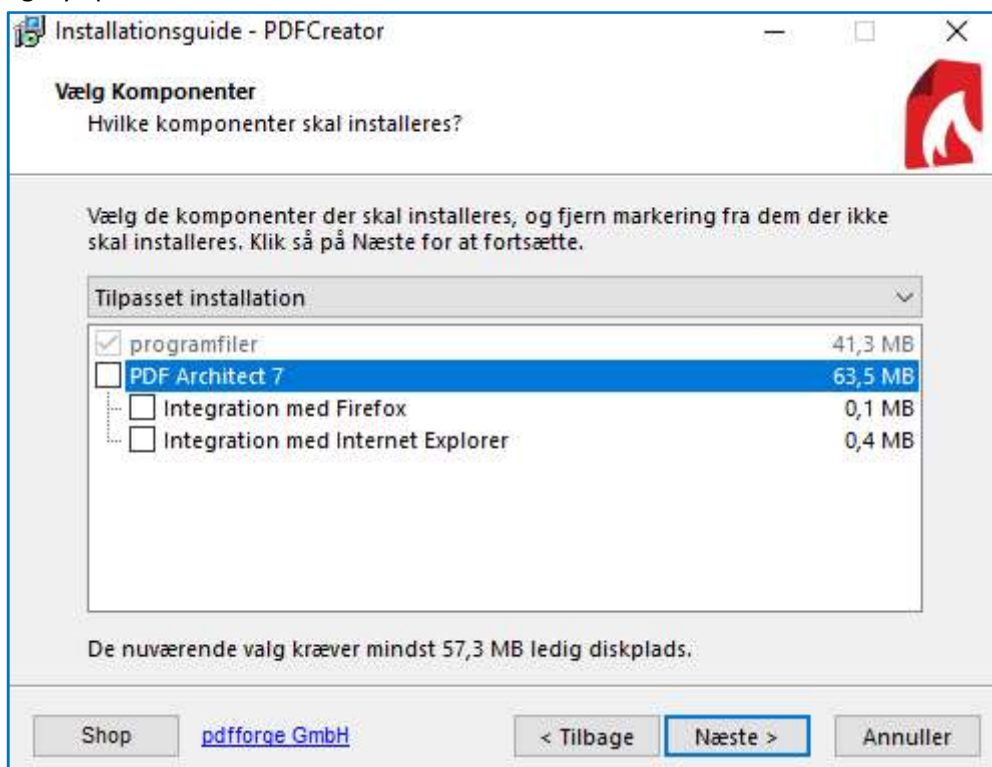 Installationsguide - PDFCreator
Vælg Komponenter
Hvilke komponenter skal installeres?
Vælg de komponenter der skal installeres, og fjern markering fra dem der ikke
skal installeres. Klik så på Næste for at fortsætte.
Tilpasset installation
programfiler 41,3 MB
PDF Architect 7 63,5 MB
Integration med Firefox 0,1 MB
Integration med Internet Explorer 0,4 MB
De nuværende valg kræver mindst 57,3 MB ledig diskplads.
Shop pdfforge GmbH < Tilbage Næste > Annuller